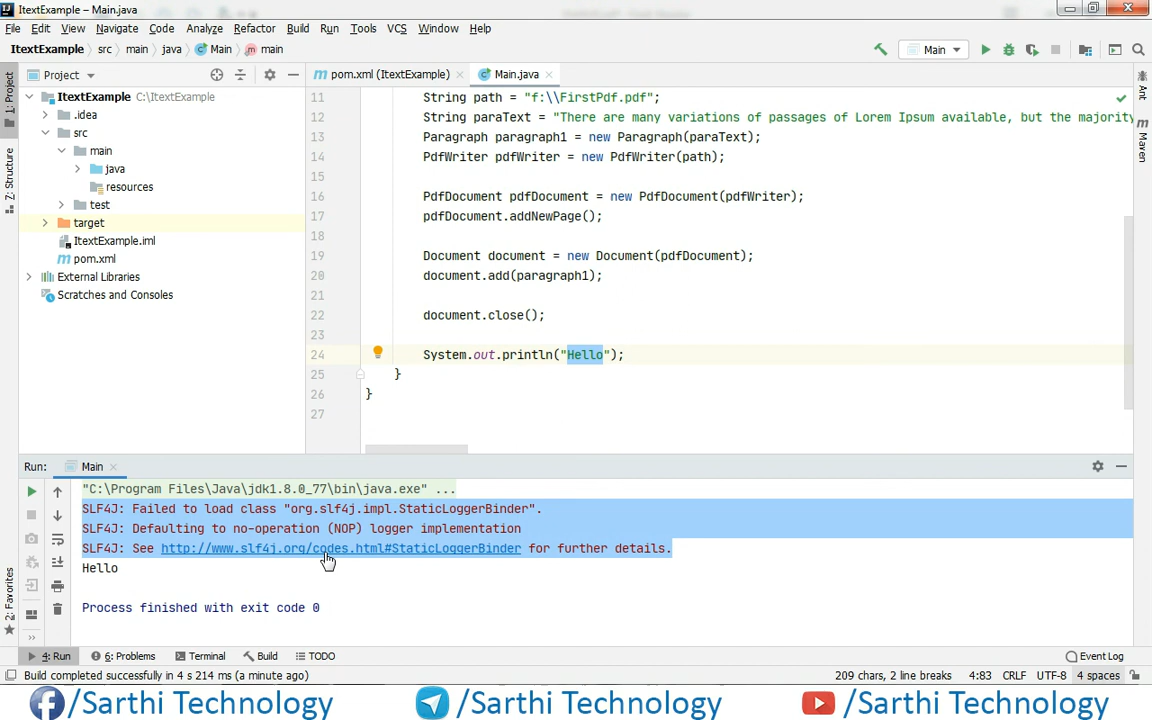 ItextExample – Main.java
File Edit View Navigate Code Analyze Refactor Build Run Tools VCS Window Help
ItextExample src main java Main main
Main
1: Project
Z: Structure
2: Favorites
Project
ItextExample C:\ItextExample
.idea
src
main
java
resources
test
target
ItextExample.iml
pom.xml
External Libraries
Scratches and Consoles
pom.xml (ItextExample) Main.java
11 String path = "f:\\FirstPdf.pdf";
12 String paraText = "There are many variations of passages of Lorem Ipsum available, but the majority
13 Paragraph paragraph1 = new Paragraph(paraText);
14 PdfWriter pdfWriter = new PdfWriter(path);
15
16 PdfDocument pdfDocument = new PdfDocument(pdfWriter);
17 pdfDocument.addNewPage();
18
19 Document document = new Document(pdfDocument);
20 document.add(paragraph1);
21
22 document.close();
23
24 System.out.println("Hello");
25 }
26 }
27
Ant
Maven
Run: Main
"C:\Program Files\Java\jdk1.8.0_77\bin\java.exe" ...
SLF4J: Failed to load class "org.slf4j.impl.StaticLoggerBinder".
SLF4J: Defaulting to no-operation (NOP) logger implementation
SLF4J: See http://www.slf4j.org/codes.html#StaticLoggerBinder for further details.
Hello
Process finished with exit code 0
4: Run 6: Problems Terminal Build TODO Event Log
Build completed successfully in 4 s 214 ms (a minute ago) 209 chars, 2 line breaks 4:83 CRLF UTF-8 4 spaces
/Sarthi Technology /Sarthi Technology /Sarthi Technology